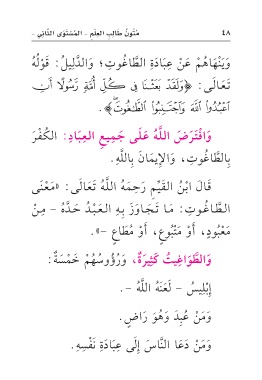 ٤٨ مُتُونُ طَالِبِ العِلْمِ - المُسْتَوَى الثَّانِي -
وَيَنْهَاهُمْ عَنْ عِبَادَةِ الطَّاغُوتِ؛ وَالدَّلِيلُ: قَوْلُهُ
تَعَالَى: ﴿وَلَقَدْ بَعَثْنَا فِي كُلِّ أُمَّةٍ رَّسُولًا أَنِ
اعْبُدُوا اللَّهَ وَاجْتَنِبُوا الطَّاغُوتَ﴾.
وَافْتَرَضَ اللَّهُ عَلَى جَمِيعِ العِبَادِ: الكُفْرَ
بِالطَّاغُوتِ، وَالإِيمَانَ بِاللَّهِ.
قَالَ ابْنُ القَيِّمِ رَحِمَهُ اللَّهُ تَعَالَى: «مَعْنَى
الطَّاغُوتِ: مَا تَجَاوَزَ بِهِ العَبْدُ حَدَّهُ - مِنْ
مَعْبُودٍ، أَوْ مَتْبُوعٍ، أَوْ مُطَاعٍ -».
وَالطَّوَاغِيتُ كَثِيرَةٌ، وَرُؤُوسُهُمْ خَمْسَةٌ:
إِبْلِيسُ - لَعَنَهُ اللَّهُ -.
وَمَنْ عُبِدَ وَهُوَ رَاضٍ.
وَمَنْ دَعَا النَّاسَ إِلَى عِبَادَةِ نَفْسِهِ.